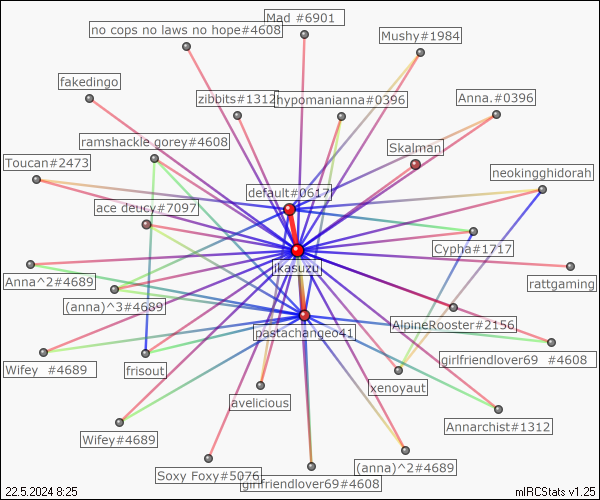 Mad #6901
no cops no laws no hope#4608
Mushy#1984
fakedingo
zibbits#1312
hypomanianna#0396
Anna.#0396
ramshackle gorey#4608
Skalman
Toucan#2473
neokingghidorah
default#0617
ace deucy#7097
Cypha#1717
jkasuzu
Anna^2#4689
rattgaming
(anna)^3#4689
AlpineRooster#2156
pastachangeo41
girlfriendlover69 #4608
Wifey #4689
frisout
xenoyaut
avelicious
Annarchist#1312
Wifey#4689
(anna)^2#4689
Soxy Foxy#5076
girlfriendlover69#4608
22.5.2024 8:25
mIRCStats v1.25